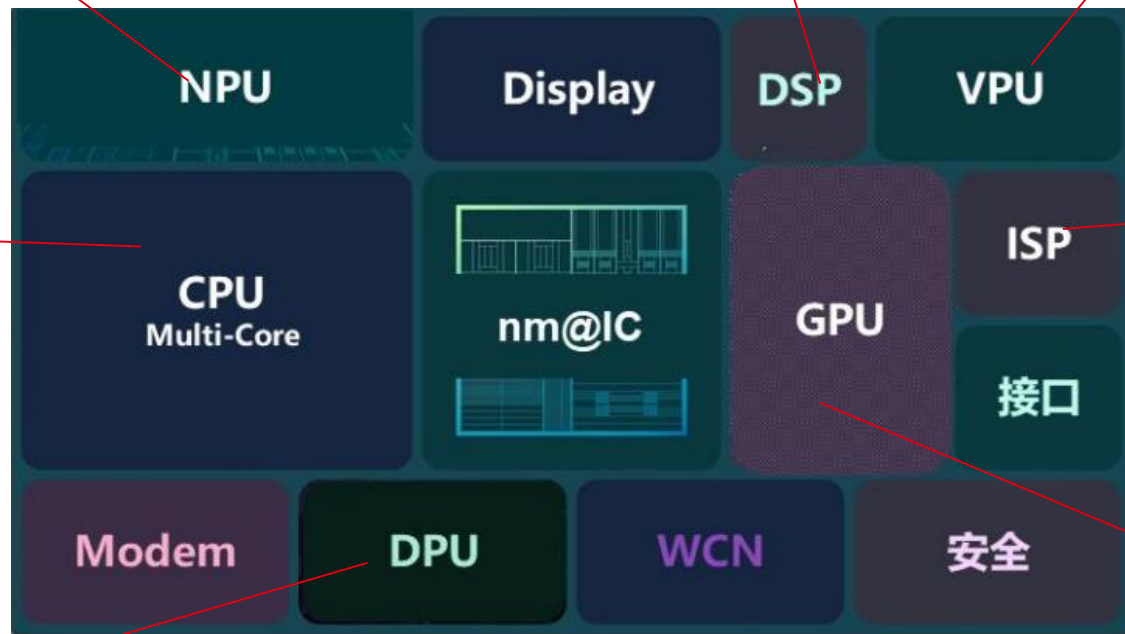 NPU
Display
DSP
VPU
CPU
Multi-Core
nm@IC
GPU
ISP
接口
Modem
DPU
WCN
安全